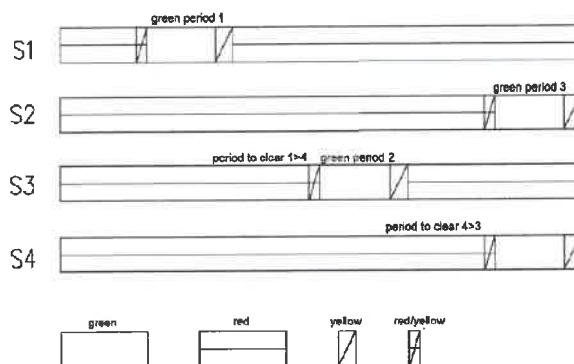 green period 1
S1
green period 3
S2
period to clear 1>4 green period 2
S3
period to clear 4>3
S4
green red yellow red/yellow